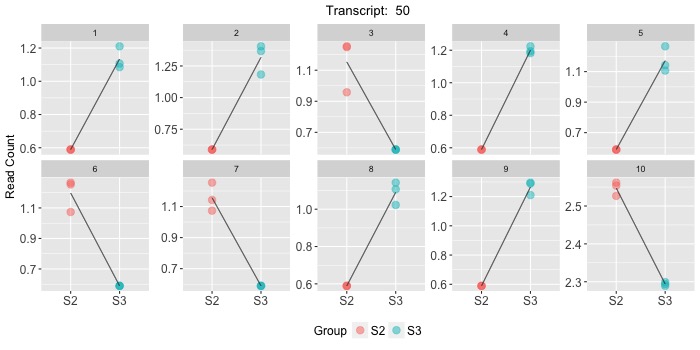 Transcript: 50
1 2 3 4 5
1.2 1.0 0.8 0.6
1.25 1.00 0.75
1.1 0.9 0.7
1.2 1.0 0.8 0.6
1.1 0.9 0.7
Read Count
6 7 8 9 10
1.1 0.9 0.7
1.1 0.9 0.7
1.0 0.8 0.6
1.2 1.0 0.8 0.6
2.5 2.4 2.3
S2 S3 S2 S3 S2 S3 S2 S3 S2 S3
Group S2 S3